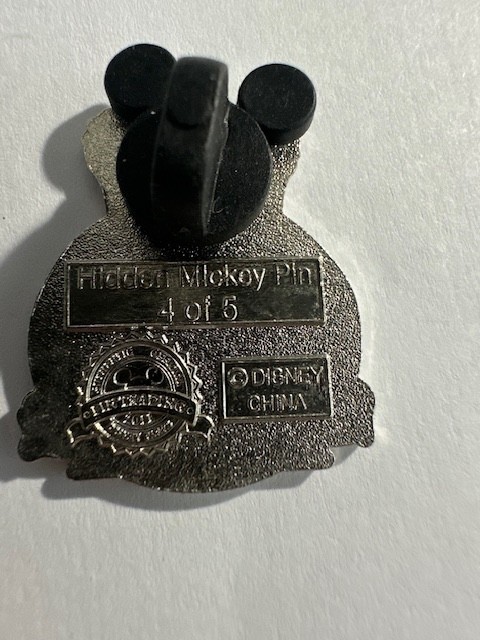 Hidden Mickey Pin
4 of 5
PIN TRADING
©DISNEY
CHINA